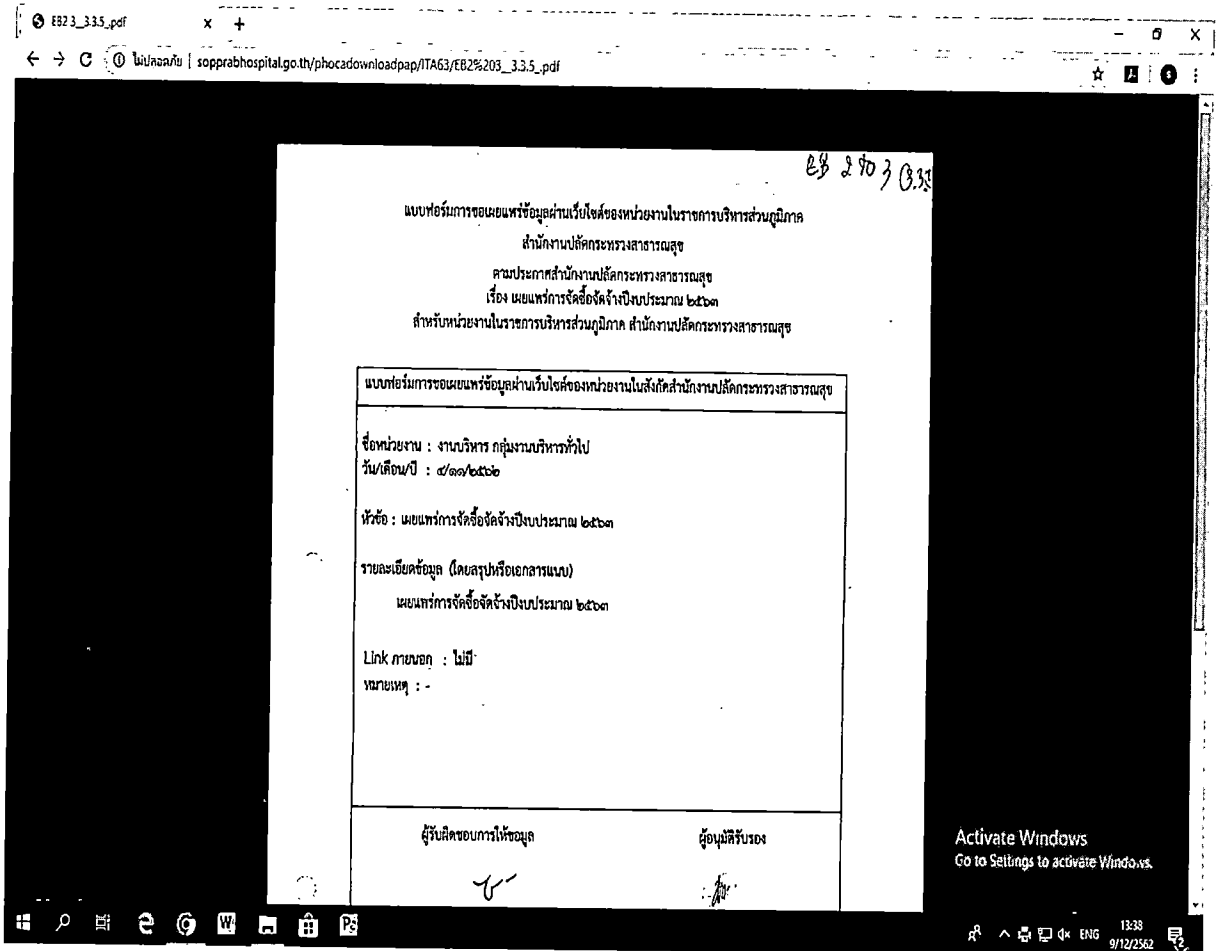 EB2 3_3.3.5_.pdf
ไม่ปลอดภัย | sopprabhospital.go.th/phocadownloadpap/ITA63/EB2%203__3.3.5_.pdf
EB 2 ข้อ 3 (3.3.5
แบบฟอร์มการขอเผยแพร่ข้อมูลผ่านเว็บไซต์ของหน่วยงานในราชการบริหารส่วนภูมิภาค
สำนักงานปลัดกระทรวงสาธารณสุข
ตามประกาศสำนักงานปลัดกระทรวงสาธารณสุข
เรื่อง เผยแพร่การจัดซื้อจัดจ้างปีงบประมาณ ๒๕๖๓
สำหรับหน่วยงานในราชการบริหารส่วนภูมิภาค สำนักงานปลัดกระทรวงสาธารณสุข
แบบฟอร์มการขอเผยแพร่ข้อมูลผ่านเว็บไซต์ของหน่วยงานในสังกัดสำนักงานปลัดกระทรวงสาธารณสุข
ชื่อหน่วยงาน : งานบริหาร กลุ่มงานบริหารทั่วไป
วัน/เดือน/ปี : ๔/๑๑/๒๕๖๒
หัวข้อ : เผยแพร่การจัดซื้อจัดจ้างปีงบประมาณ ๒๕๖๓
รายละเอียดข้อมูล (โดยสรุปหรือเอกสารแนบ)
เผยแพร่การจัดซื้อจัดจ้างปีงบประมาณ ๒๕๖๓
Link ภายนอก : ไม่มี
หมายเหตุ : -
ผู้รับผิดชอบการให้ข้อมูล ผู้อนุมัติรับรอง
Activate Windows
Go to Settings to activate Windows.
ENG 13:38
9/12/2562